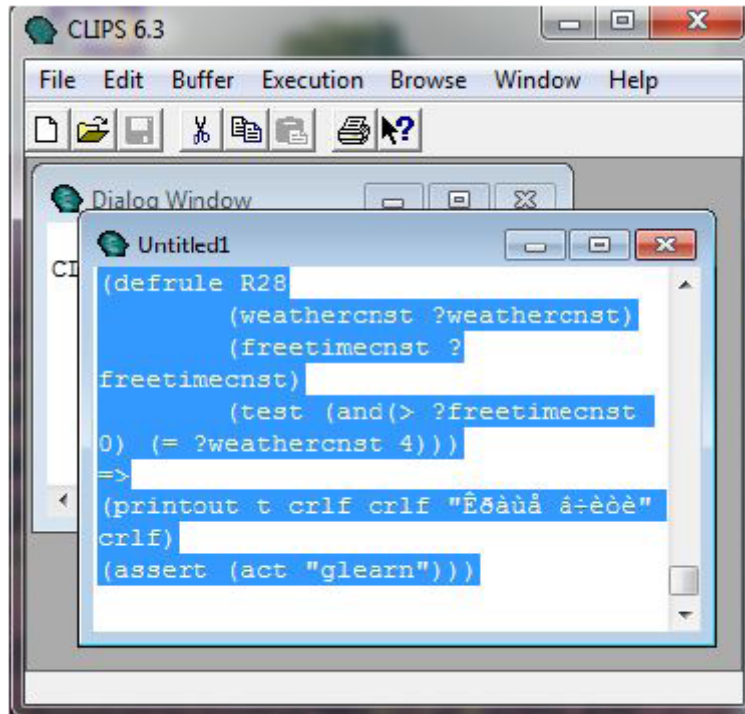 CLIPS 6.3
File Edit Buffer Execution Browse Window Help
Dialog Window
Untitled1
(defrule R28
(weathercnst ?weathercnst)
(freetimecnst ?
freetimecnst)
(test (and(> ?freetimecnst
0) (= ?weathercnst 4)))
=>
(printout t crlf crlf "Êðàùå â÷èòè"
crlf)
(assert (act "glearn")))